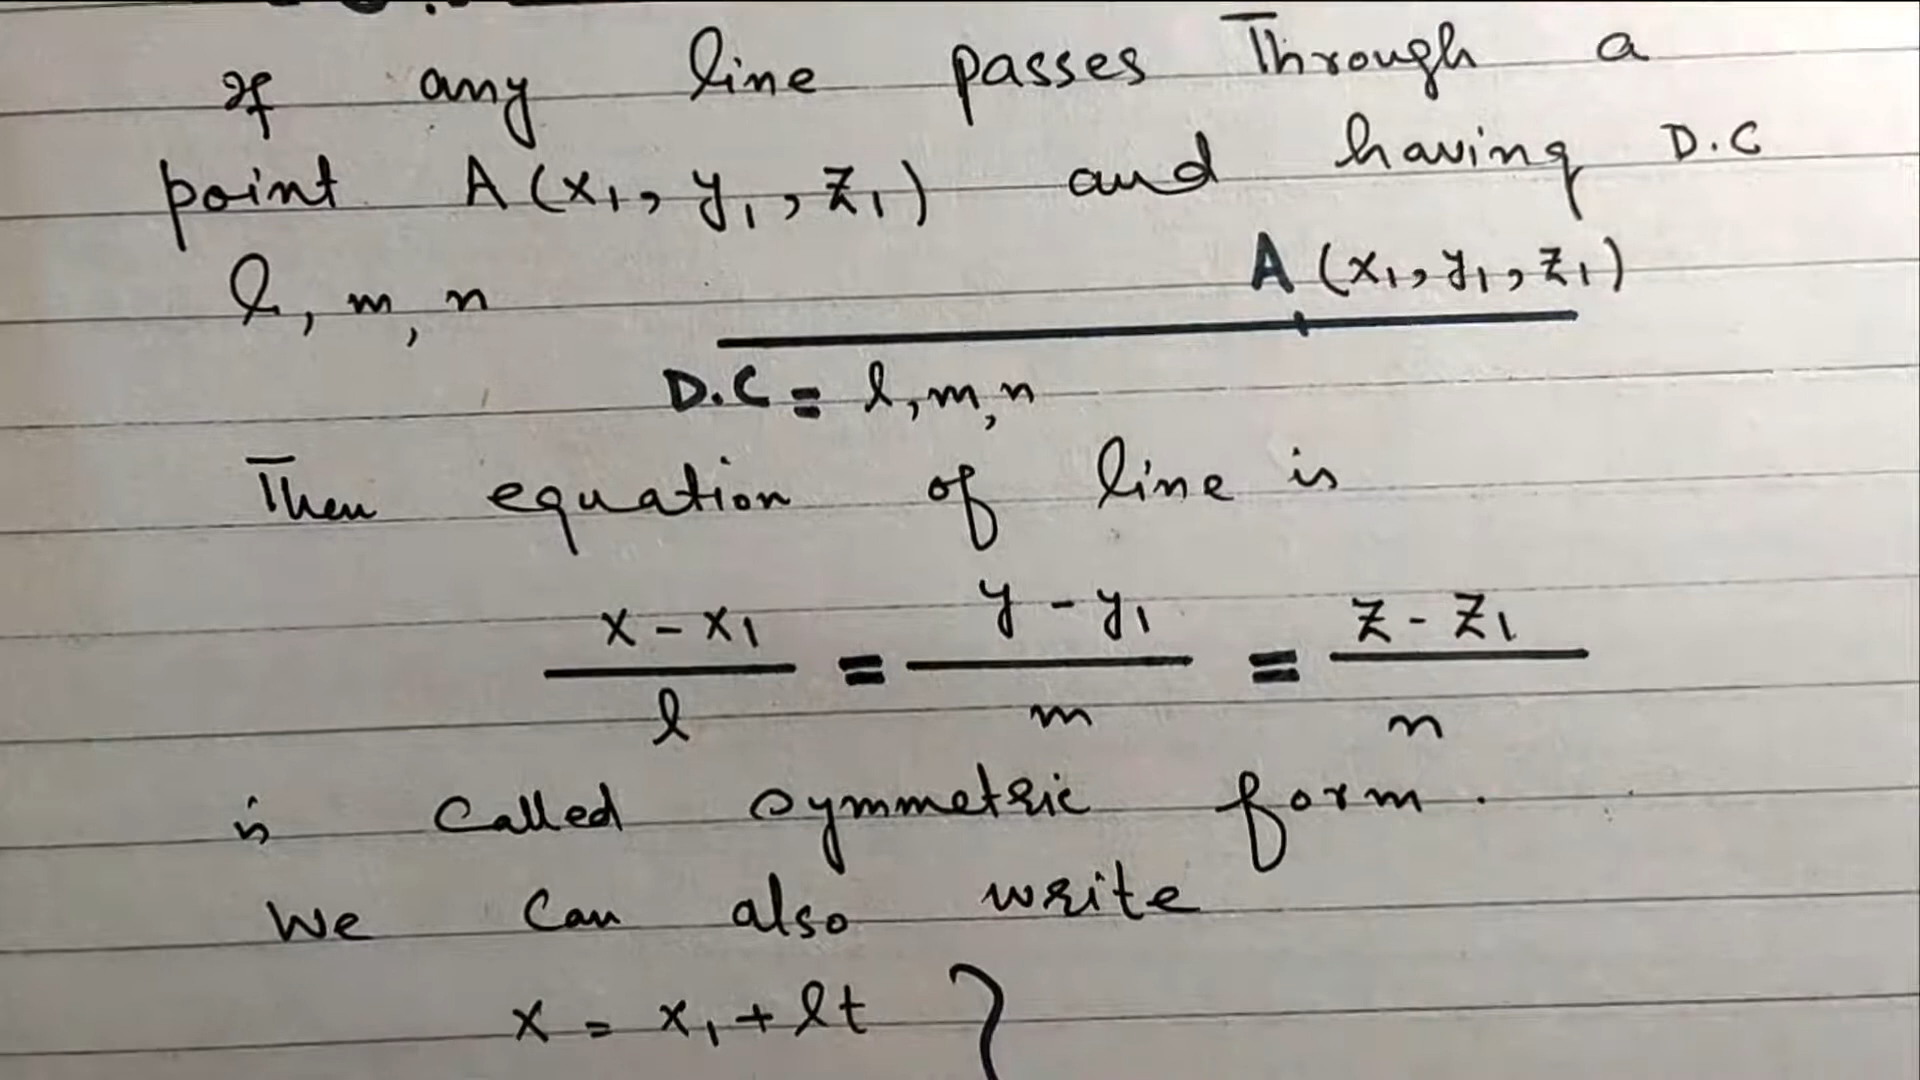 If any line passes Through a
point A(x₁, y₁, z₁) and having D.C
l, m, n
A (x₁, y₁, z₁)
D.C = l, m, n
Then equation of line is
x - x₁ / l = y - y₁ / m = z - z₁ / n
is called symmetric form.
We can also write
x = x₁ + lt }